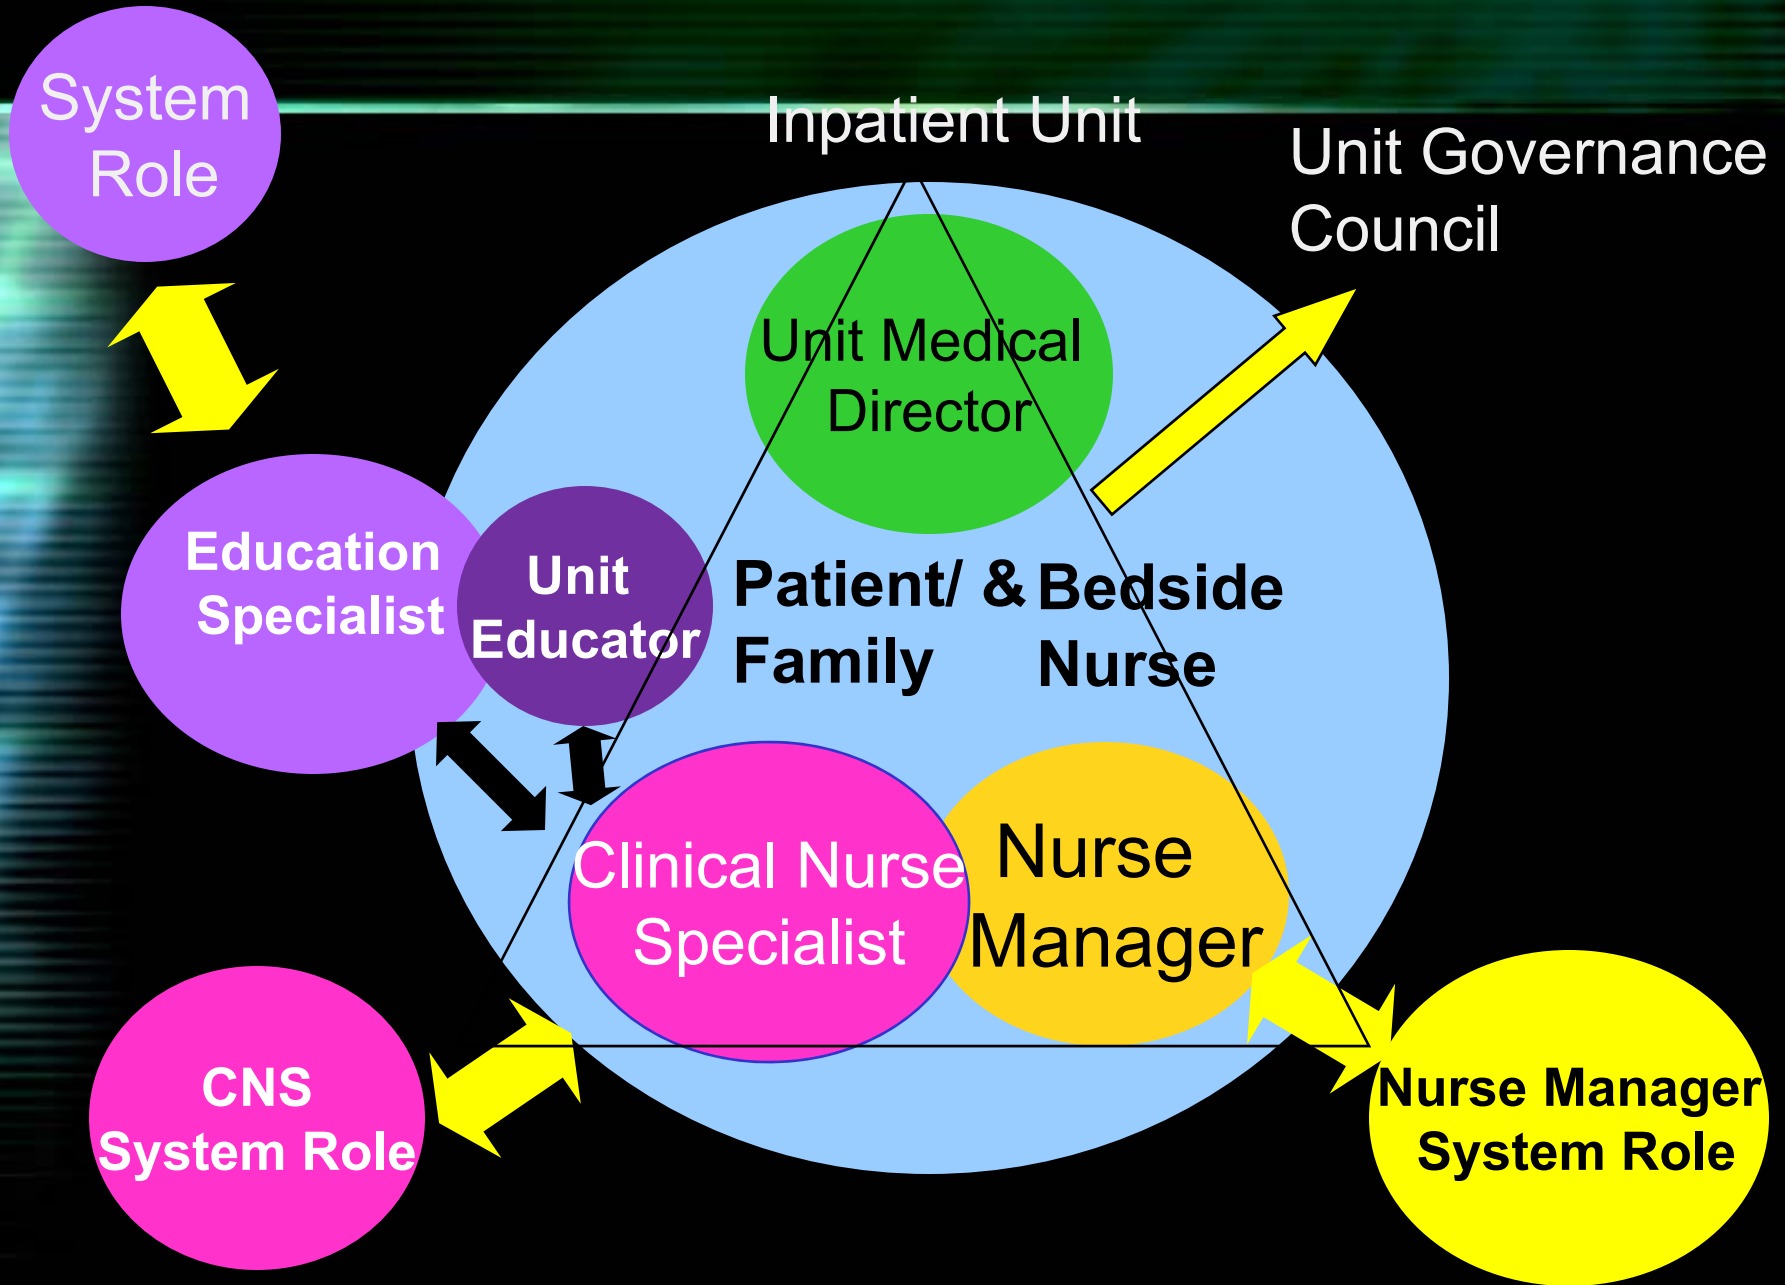 System
Role
Inpatient Unit
Unit Governance
Council
Unit Medical
Director
Education
Specialist
Unit
Educator
Patient/ &
Family
Bedside
Nurse
Clinical Nurse
Specialist
Nurse
Manager
CNS
System Role
Nurse Manager
System Role